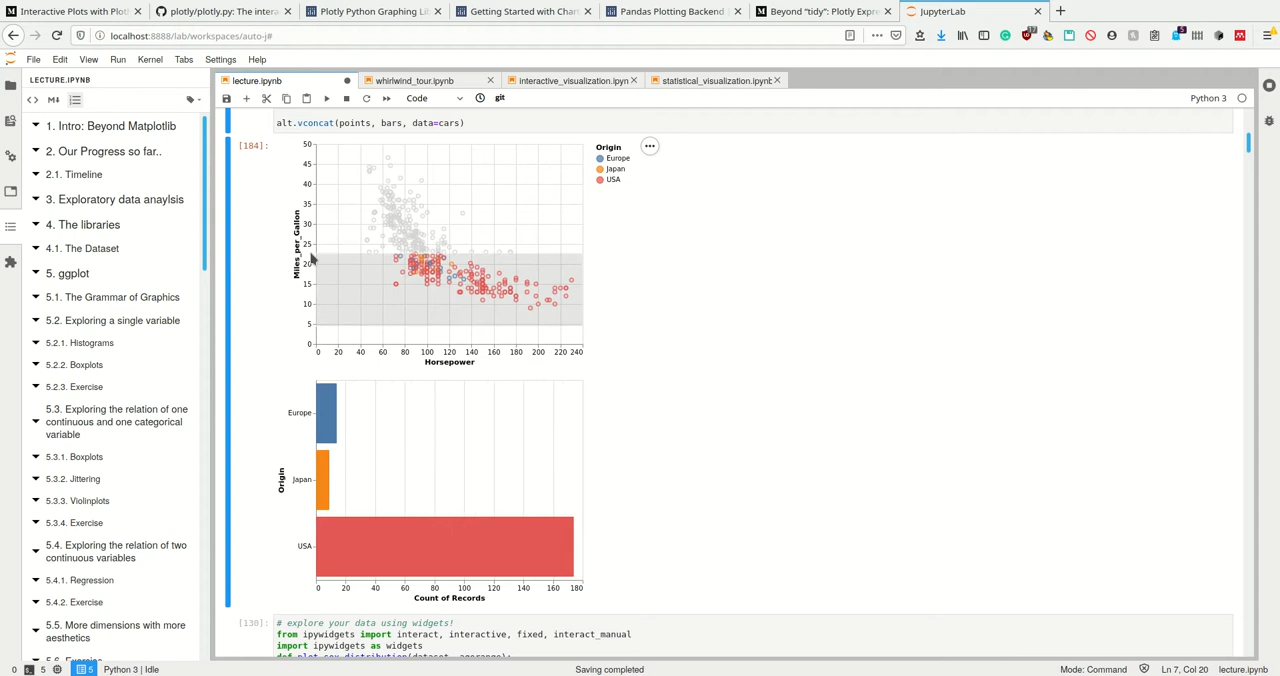 Interactive Plots with Plotl
plotly/plotly.py: The intera
Plotly Python Graphing Lib
Getting Started with Chart
Pandas Plotting Backend
Beyond "tidy": Plotly Expre
JupyterLab
localhost:8888/lab/workspaces/auto-j#
File Edit View Run Kernel Tabs Settings Help
LECTURE.IPYNB
lecture.ipynb
whirlwind_tour.ipynb
interactive_visualization.ipyn
statistical_visualization.ipynb
Code
git
Python 3
1. Intro: Beyond Matplotlib
2. Our Progress so far..
2.1. Timeline
3. Exploratory data anaylsis
4. The libraries
4.1. The Dataset
5. ggplot
5.1. The Grammar of Graphics
5.2. Exploring a single variable
5.2.1. Histograms
5.2.2. Boxplots
5.2.3. Exercise
5.3. Exploring the relation of one
continuous and one categorical
variable
5.3.1. Boxplots
5.3.2. Jittering
5.3.3. Violinplots
5.3.4. Exercise
5.4. Exploring the relation of two
continuous variables
5.4.1. Regression
5.4.2. Exercise
5.5. More dimensions with more
aesthetics
alt.vconcat(points, bars, data=cars)
[184]:
50
45
40
35
30
25
20
15
10
5
0
Miles_per_Gallon
0 20 40 60 80 100 120 140 160 180 200 220 240
Horsepower
Origin
Europe
Japan
USA
Europe
Japan
USA
Origin
0 20 40 60 80 100 120 140 160 180
Count of Records
[130]:
# explore your data using widgets!
from ipywidgets import interact, interactive, fixed, interact_manual
import ipywidgets as widgets
0 5 5 Python 3 | Idle
Saving completed
Mode: Command
Ln 7, Col 20
lecture.ipynb